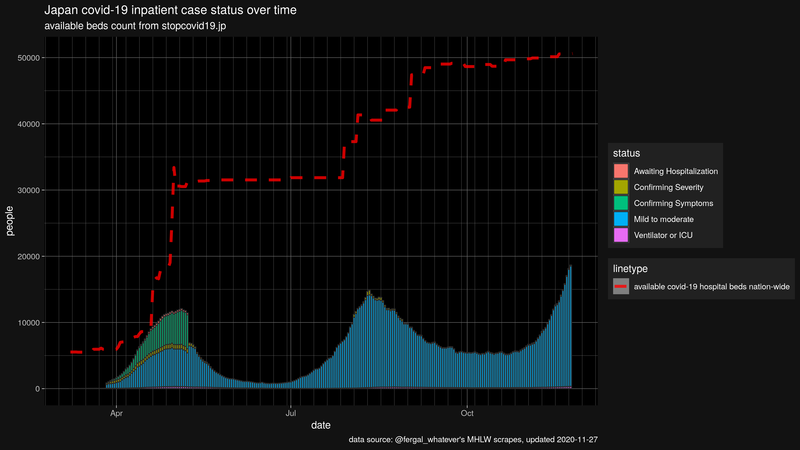 Japan covid-19 inpatient case status over time
available beds count from stopcovid19.jp
50000
40000
30000
20000
10000
0
people
Apr
Jul
Oct
date
status
Awaiting Hospitalization
Confirming Severity
Confirming Symptoms
Mild to moderate
Ventilator or ICU
linetype
available covid-19 hospital beds nation-wide
data source: @fergal_whatever's MHLW scrapes, updated 2020-11-27